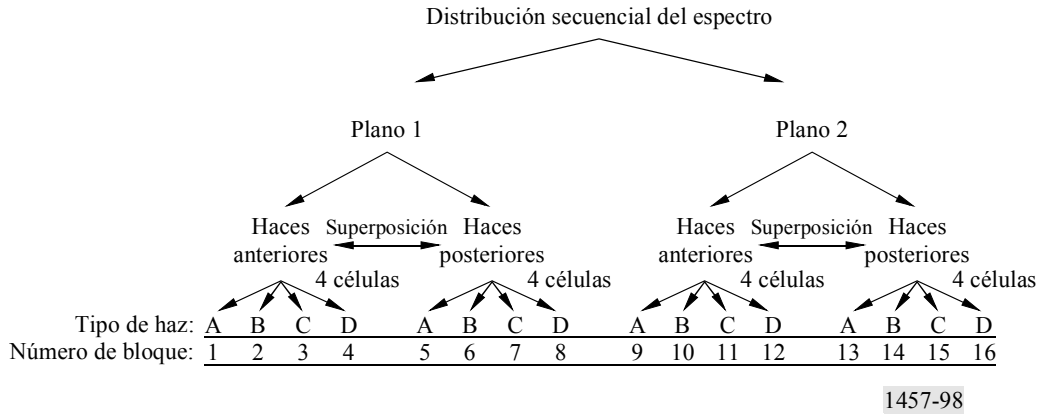 Distribución secuencial del espectro
Plano 1 Plano 2
Haces anteriores Superposición Haces posteriores Haces anteriores Superposición Haces posteriores
4 células 4 células 4 células 4 células
Tipo de haz: A B C D A B C D A B C D A B C D
Número de bloque: 1 2 3 4 5 6 7 8 9 10 11 12 13 14 15 16
1457-98